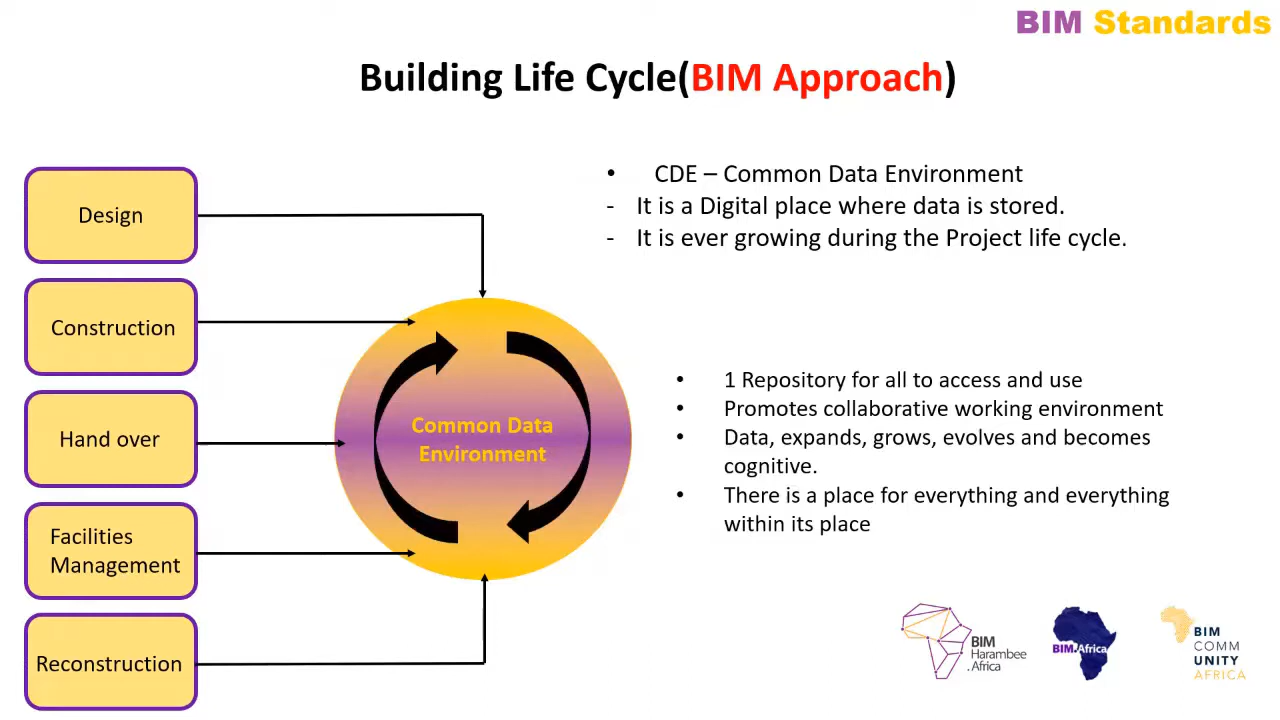 BIM Standards
Building Life Cycle(BIM Approach)
Design
Construction
Hand over
Facilities
Management
Reconstruction
Common Data
Environment
• CDE – Common Data Environment
- It is a Digital place where data is stored.
- It is ever growing during the Project life cycle.
• 1 Repository for all to access and use
• Promotes collaborative working environment
• Data, expands, grows, evolves and becomes
cognitive.
• There is a place for everything and everything
within its place
BIM
Harambee
.Africa
BIM.Africa
BIM
COMM
UNITY
AFRICA